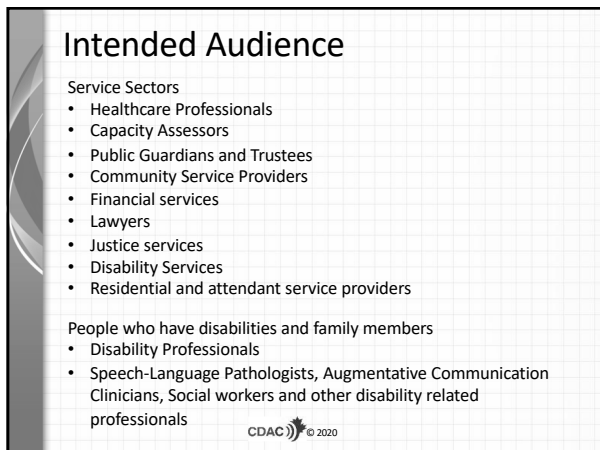 Intended Audience
Service Sectors
• Healthcare Professionals
• Capacity Assessors
• Public Guardians and Trustees
• Community Service Providers
• Financial services
• Lawyers
• Justice services
• Disability Services
• Residential and attendant service providers
People who have disabilities and family members
• Disability Professionals
• Speech-Language Pathologists, Augmentative Communication
Clinicians, Social workers and other disability related
professionals
CDAC © 2020